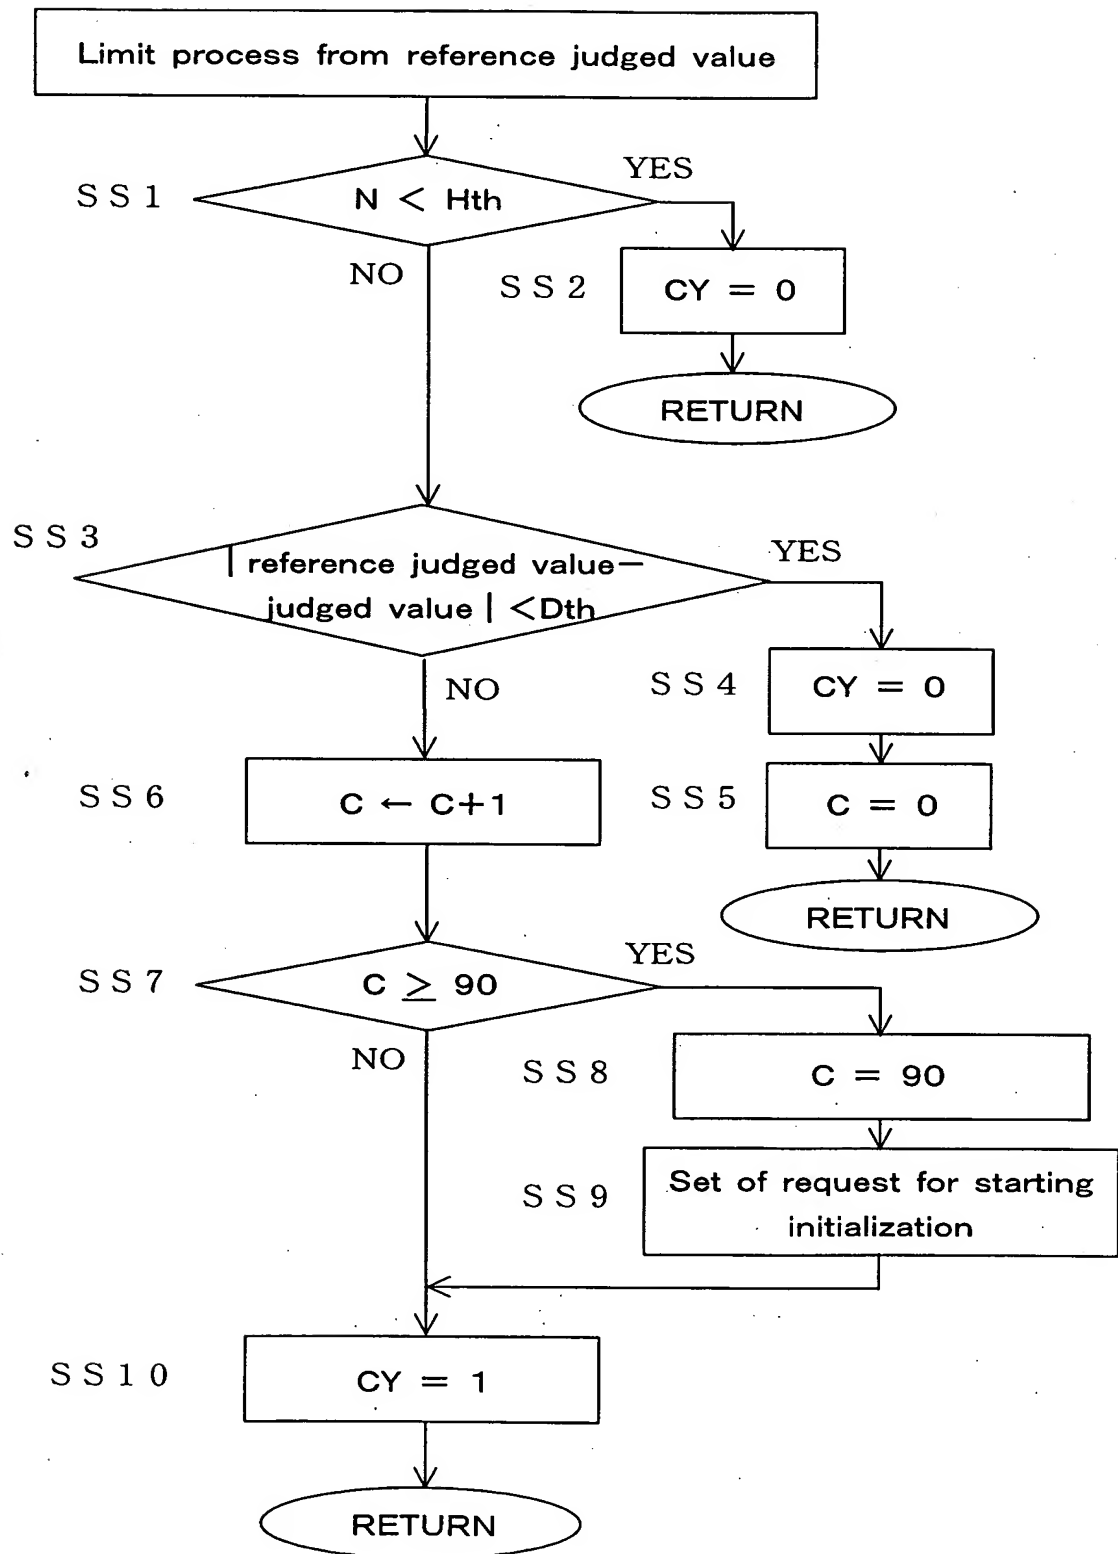 Limit process from reference judged value
SS1
N < Hth
YES
NO
SS2
CY = 0
RETURN
SS3
| reference judged value−
judged value | <Dth
YES
NO
SS4
CY = 0
SS6
C ← C+1
SS5
C = 0
RETURN
SS7
C ≥ 90
YES
NO
SS8
C = 90
SS9
Set of request for starting
initialization
SS10
CY = 1
RETURN